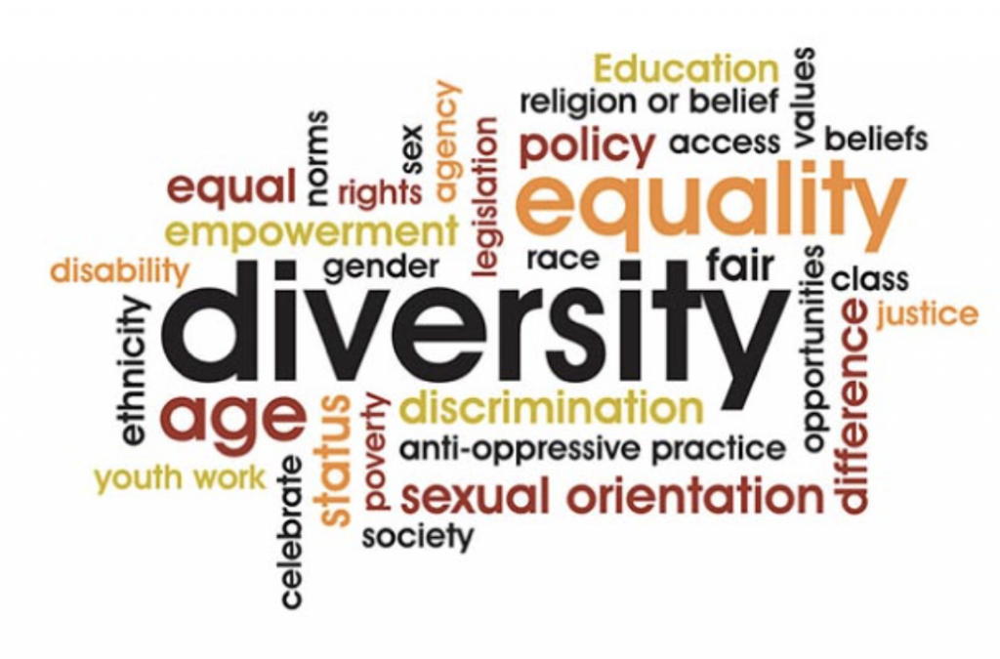 Education
values
religion or belief
norms
sex
agency
legislation
policy
access
beliefs
equal
rights
equality
empowerment
disability
gender
race
fair
opportunities
class
ethnicity
diversity
justice
difference
age
status
poverty
discrimination
anti-oppressive practice
youth work
celebrate
sexual orientation
society